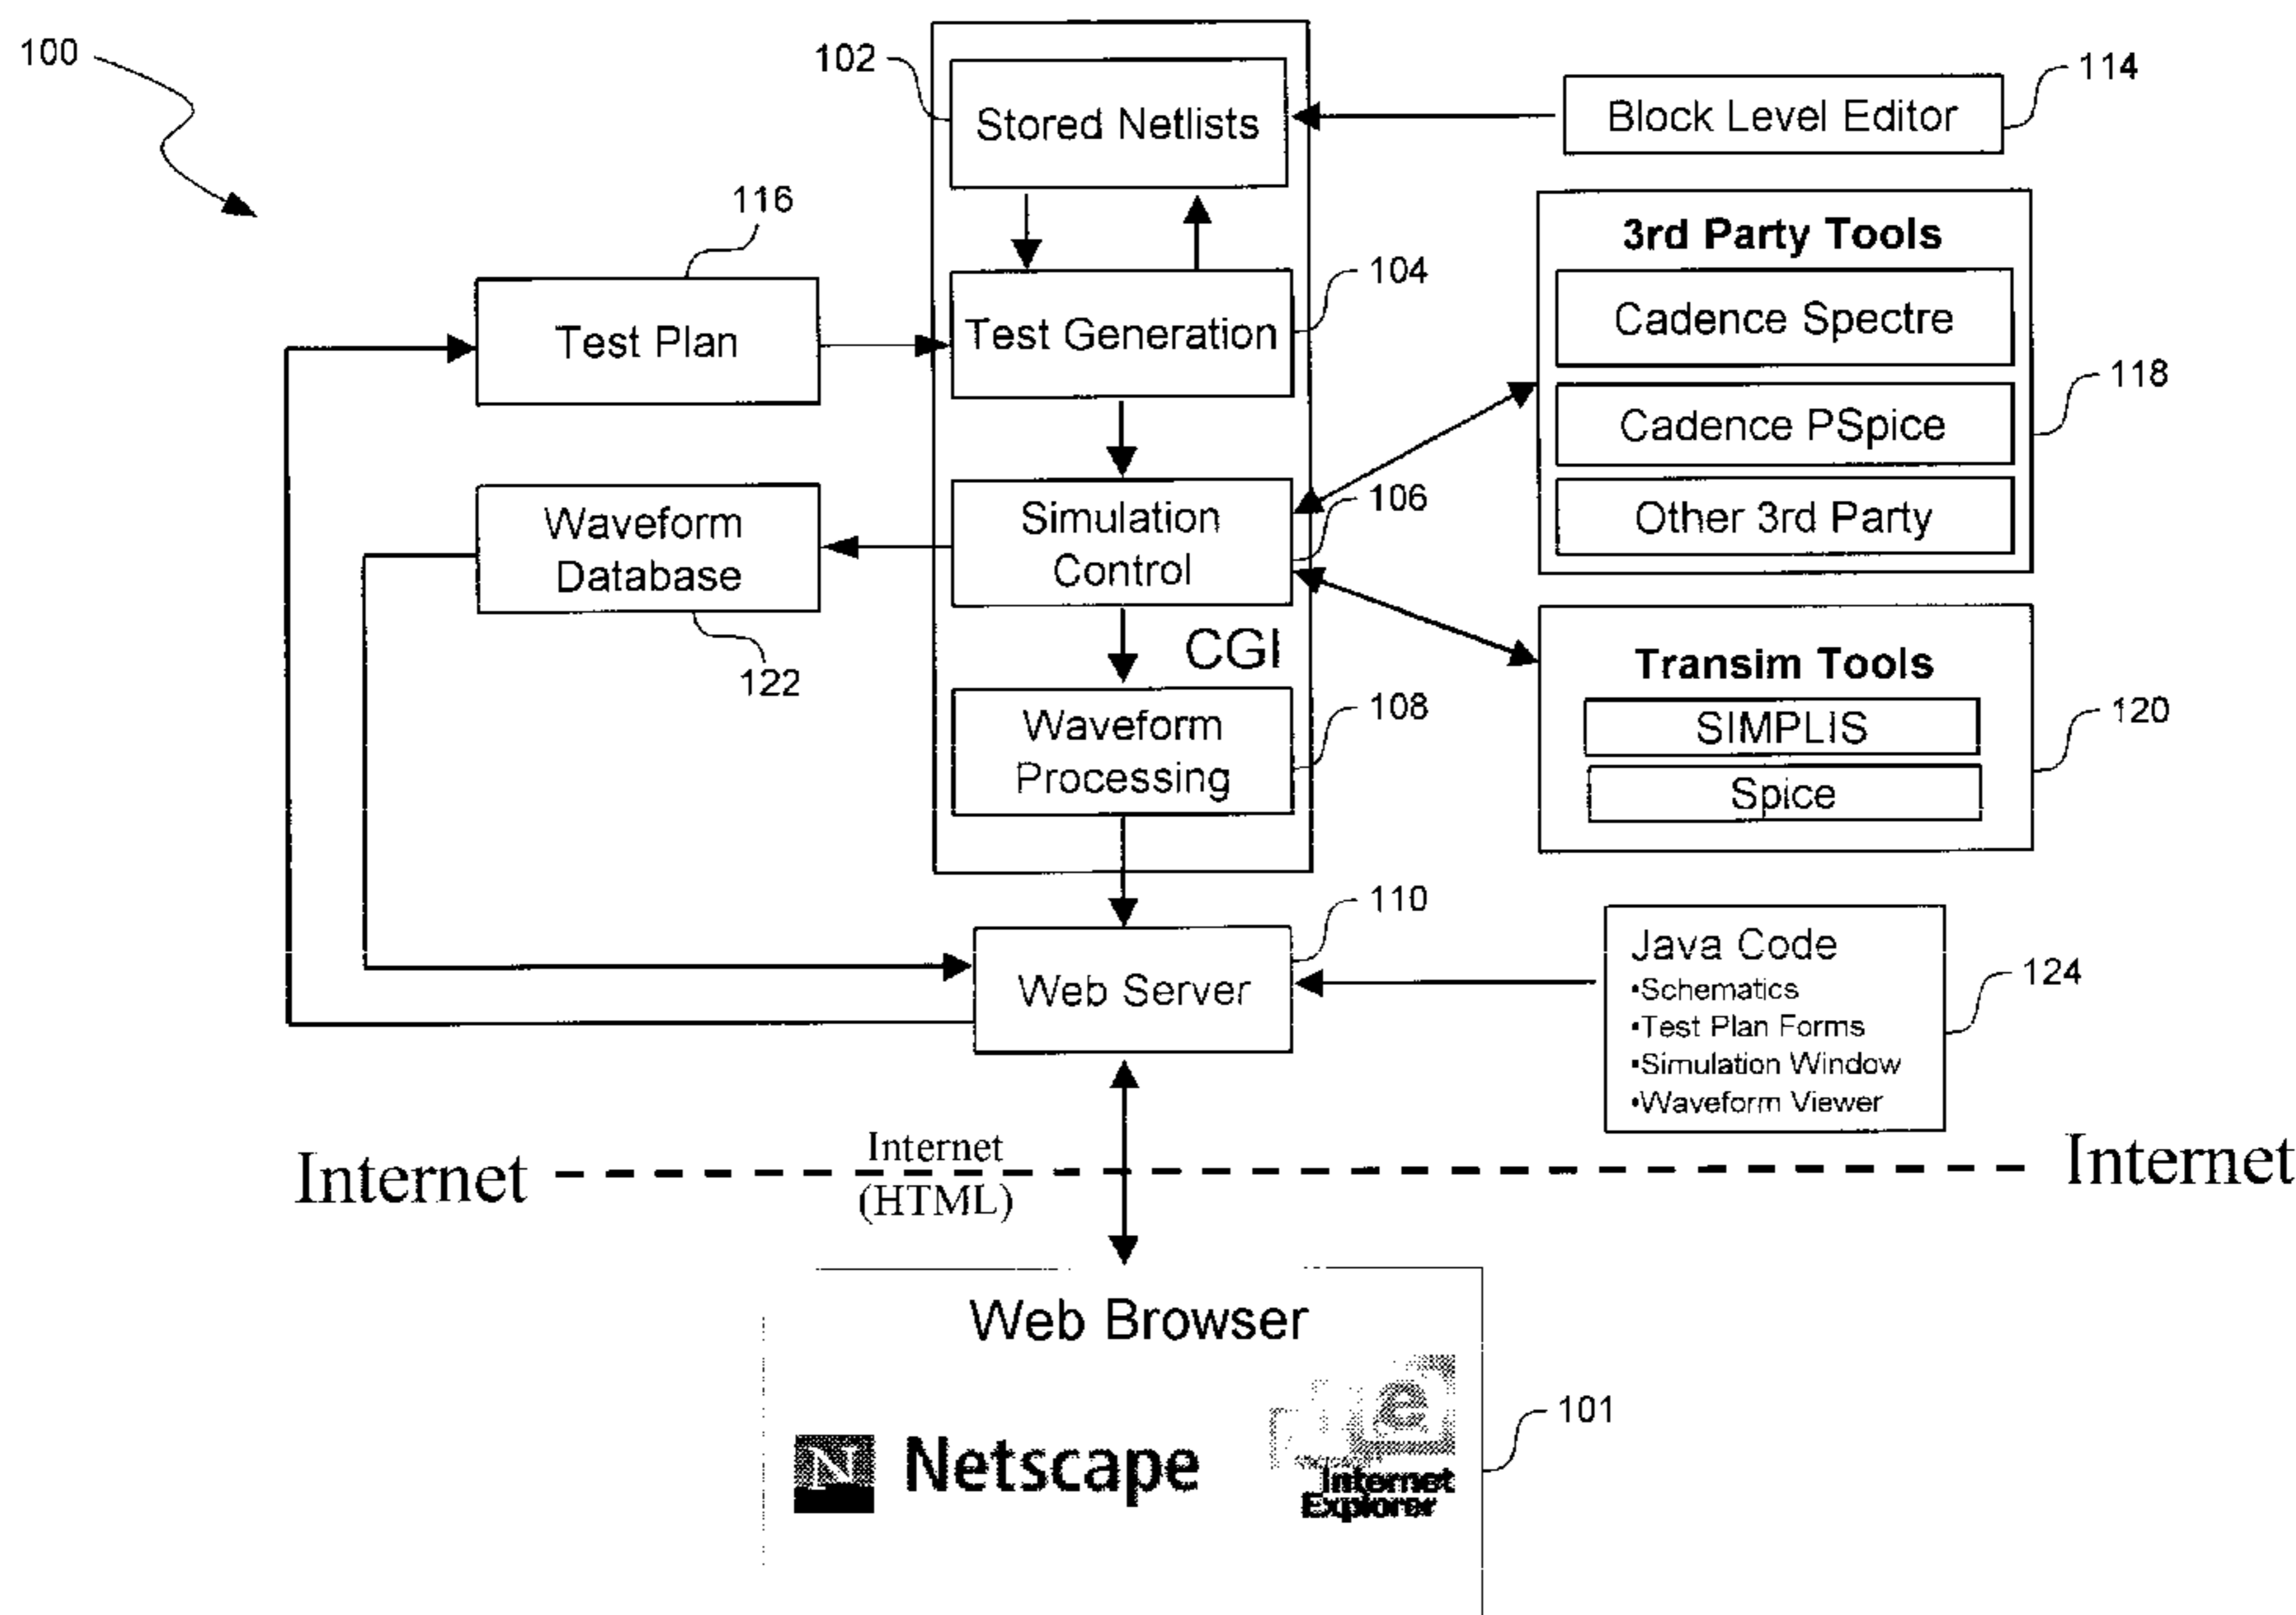 100
102
Stored Netlists
Block Level Editor
114
116
Test Plan
Test Generation
104
3rd Party Tools
Cadence Spectre
Cadence PSpice
Other 3rd Party
118
Waveform
Database
122
Simulation
Control
106
CGI
Waveform
Processing
108
Transim Tools
SIMPLIS
Spice
120
Web Server
110
Java Code
•Schematics
•Test Plan Forms
•Simulation Window
•Waveform Viewer
124
Internet
Internet
(HTML)
Internet
Web Browser
N Netscape
e
Internet
Explorer
101